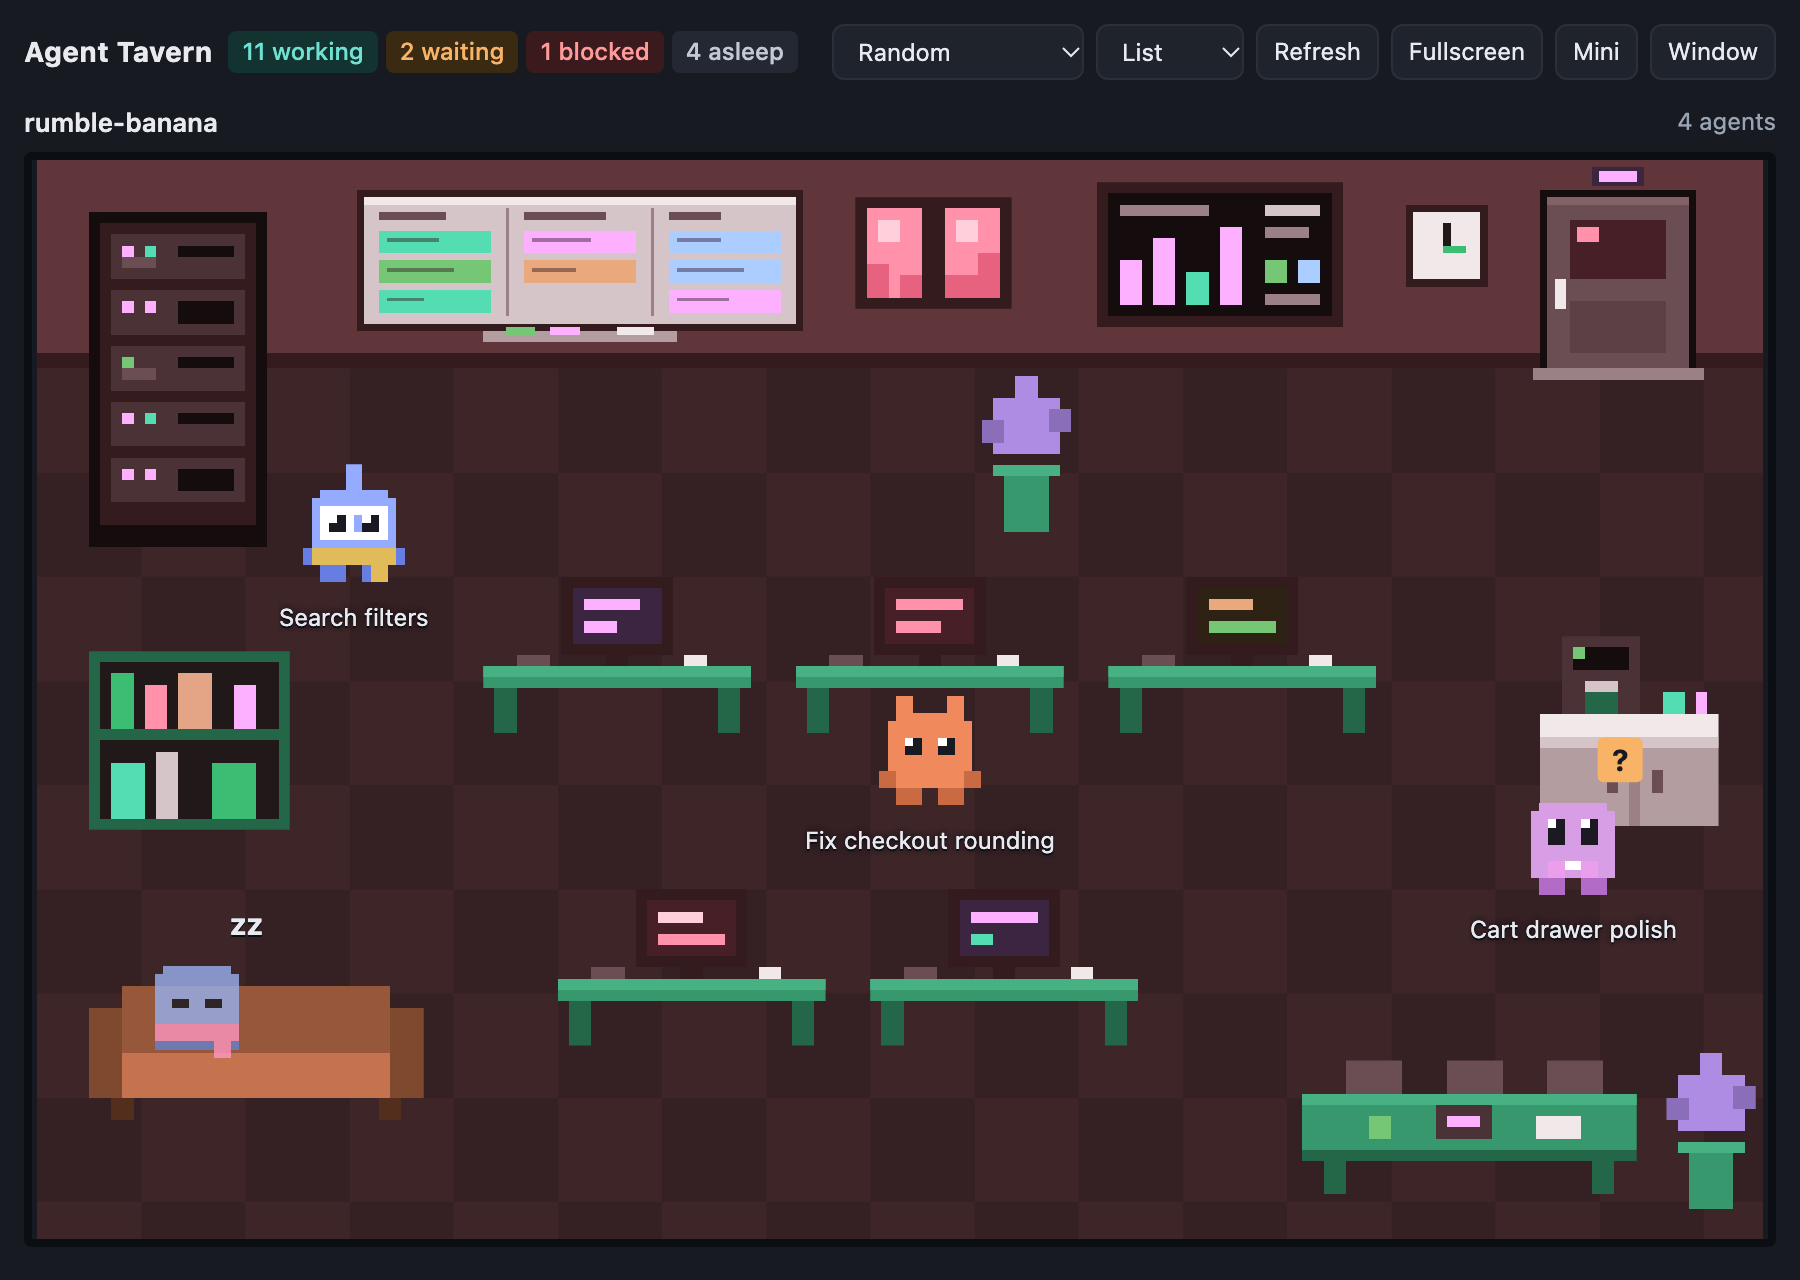 Agent Tavern
11 working
2 waiting
1 blocked
4 asleep
Random
List
Refresh
Fullscreen
Mini
Window
rumble-banana
4 agents
Search filters
?
Fix checkout rounding
Cart drawer polish
zz